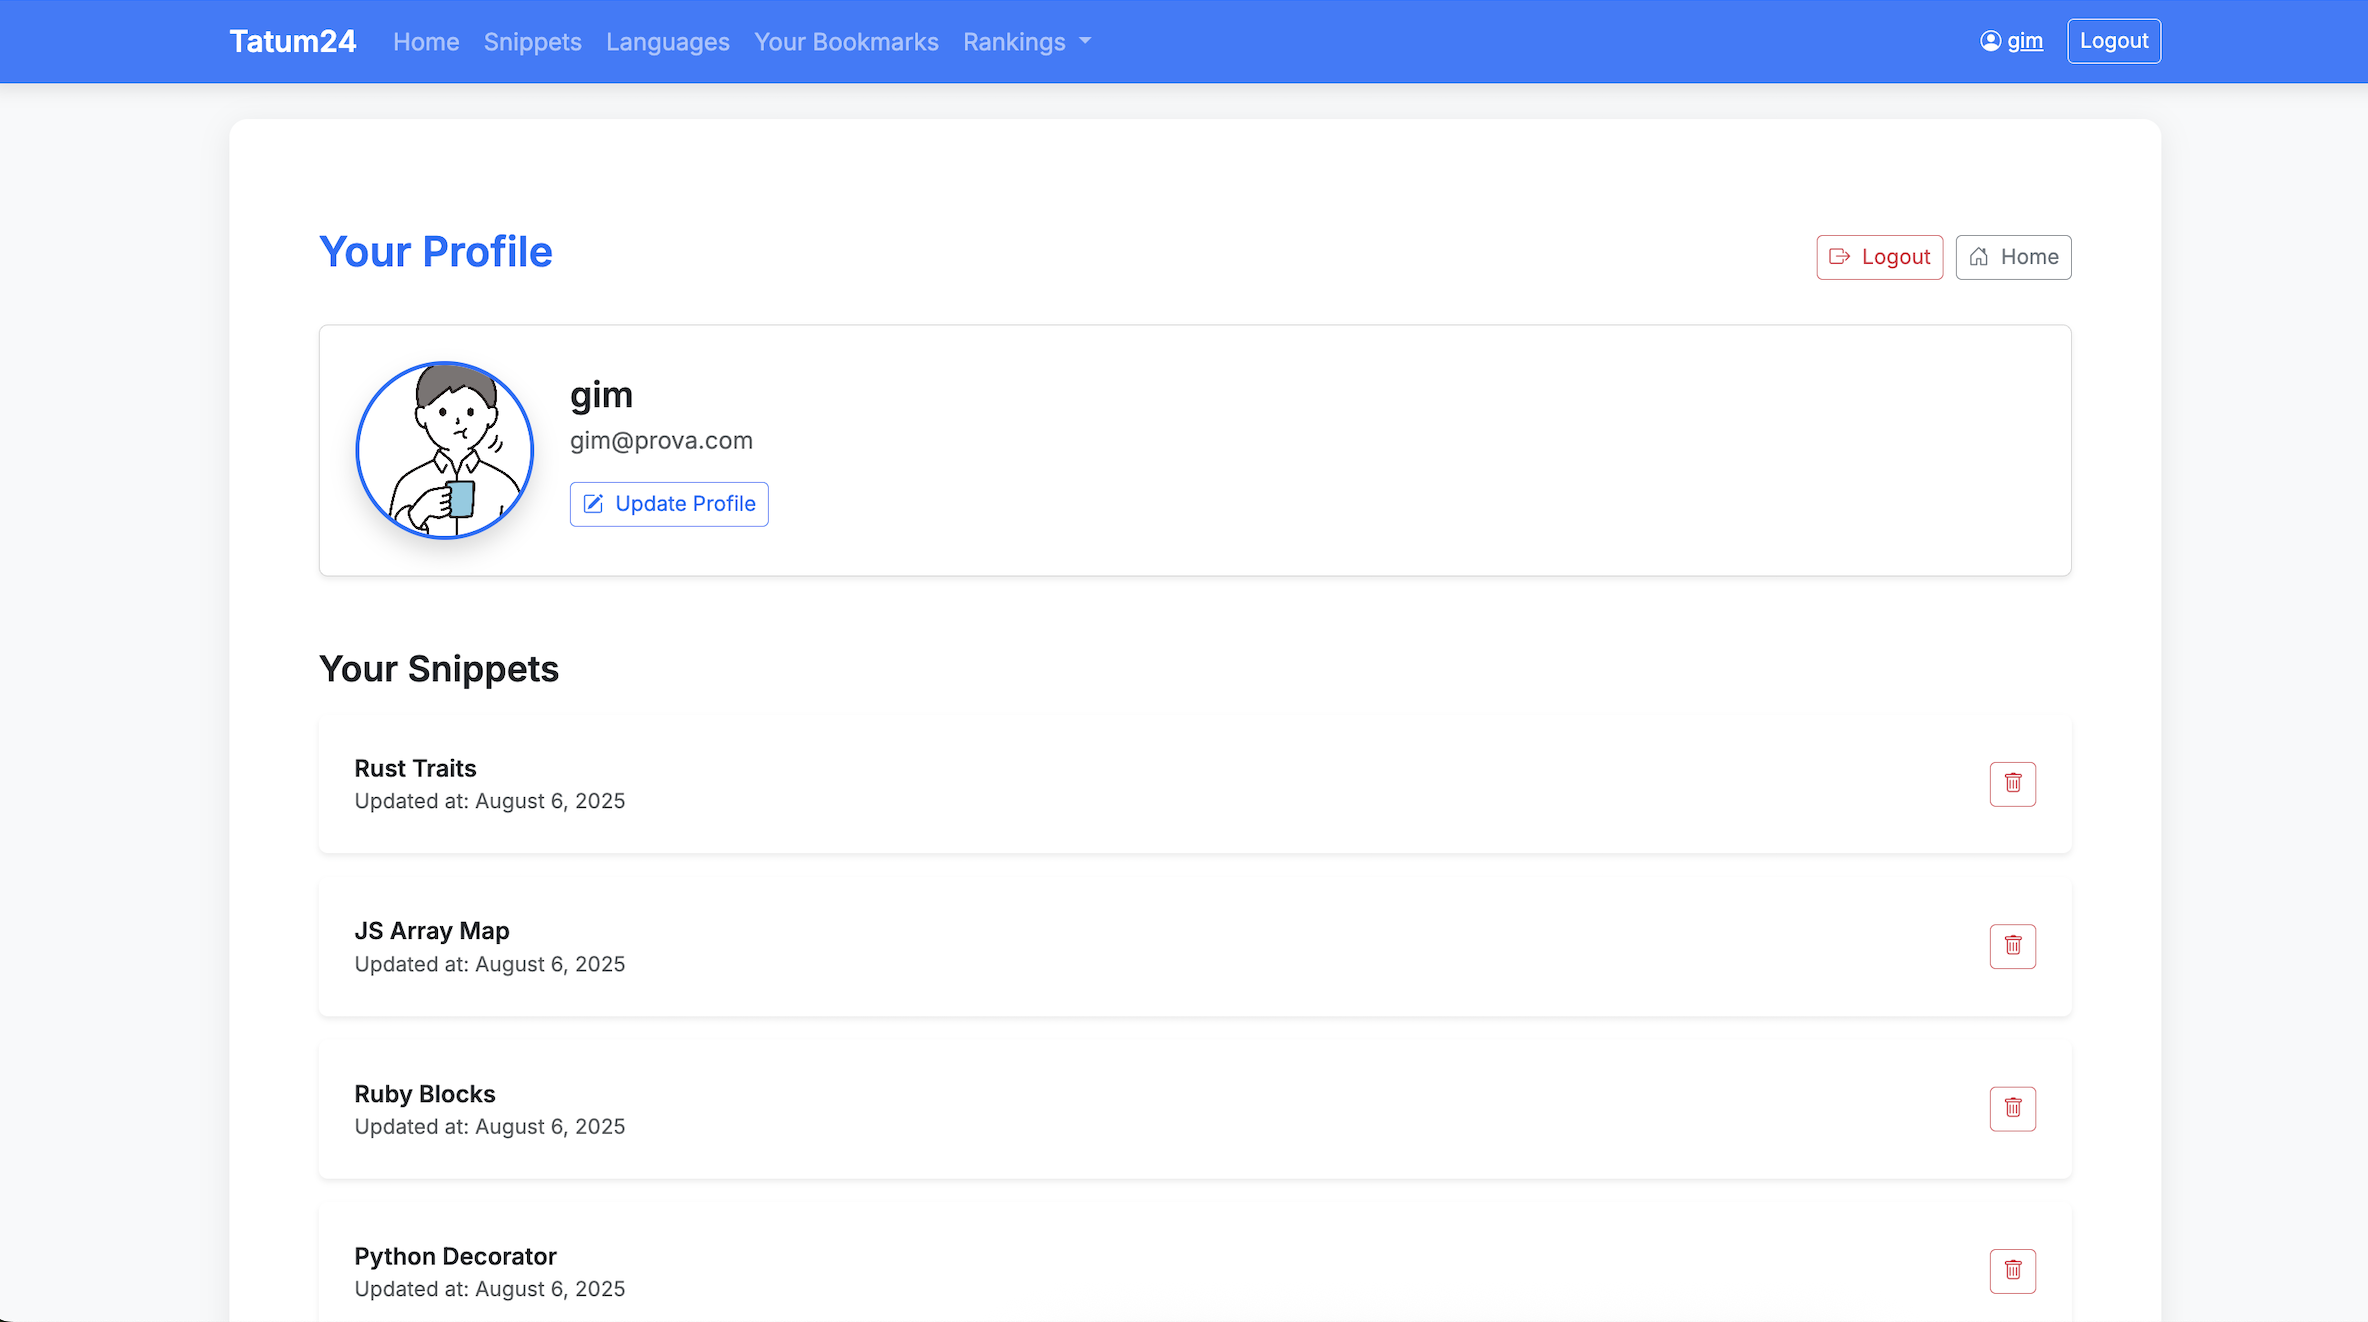 Tatum24 Home Snippets Languages Your Bookmarks Rankings gim Logout
Your Profile
Logout Home
gim
gim@prova.com
Update Profile
Your Snippets
Rust Traits
Updated at: August 6, 2025
JS Array Map
Updated at: August 6, 2025
Ruby Blocks
Updated at: August 6, 2025
Python Decorator
Updated at: August 6, 2025